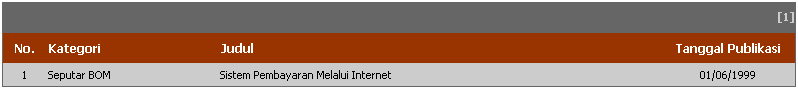 [1]
No. Kategori Judul Tanggal Publikasi
1 Seputar BOM Sistem Pembayaran Melalui Internet 01/06/1999